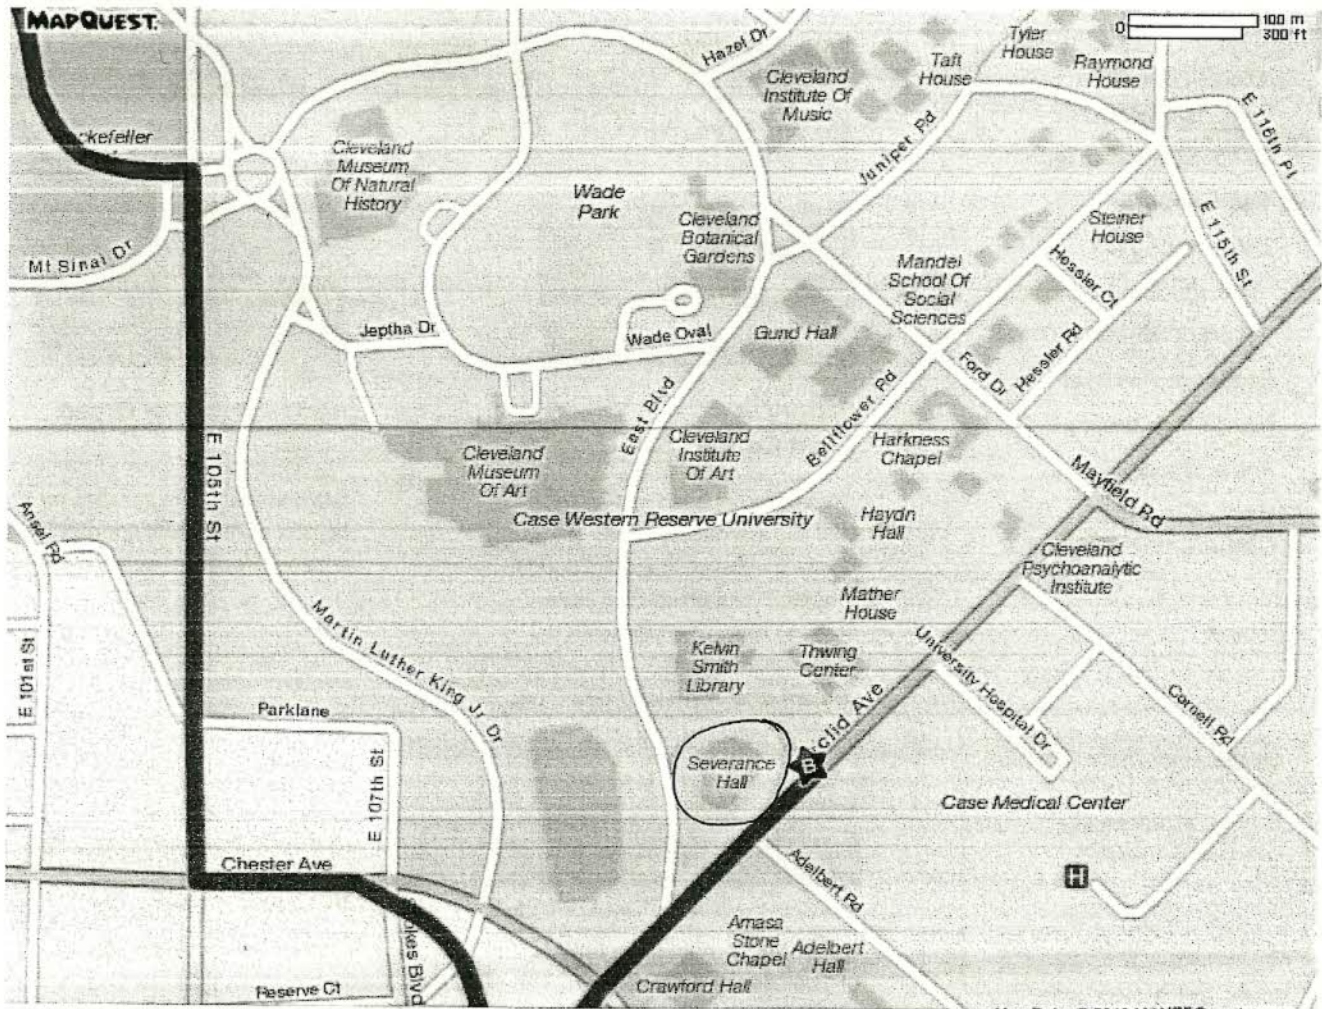 MAPQUEST.
0
100 m
300 ft
Hazel Dr
Tyler
House
Taft
House
Raymond
House
Cleveland
Institute Of
Music
E 116th Pl
Juniper Rd
Cleveland
Museum
Of Natural
History
Wade
Park
Cleveland
Botanical
Gardens
Steiner
House
E 115th St
Mt Sinai Dr
Mandel
School Of
Social
Sciences
Hessler Ct
Jeptha Dr
Wade Oval
Gund Hall
Hessler Rd
Ford Dr
East Blvd
Bellflower Rd
E 105th St
Cleveland
Museum
Of Art
Cleveland
Institute
Of Art
Harkness
Chapel
Mayfield Rd
Ansel Rd
Case Western Reserve University
Haydn
Hall
Cleveland
Psychoanalytic
Institute
Mather
House
Martin Luther King Jr Dr
E 101st St
Kelvin
Smith
Library
Thwing
Center
University Hospital Dr
Cornell Rd
Parklane
E 107th St
Severance
Hall
B
Ave
Case Medical Center
Chester Ave
Adelbert Rd
H
Amasa
Stone
Chapel
Adelbert
Hall
Blvd
Reserve Ct
Crawford Hall